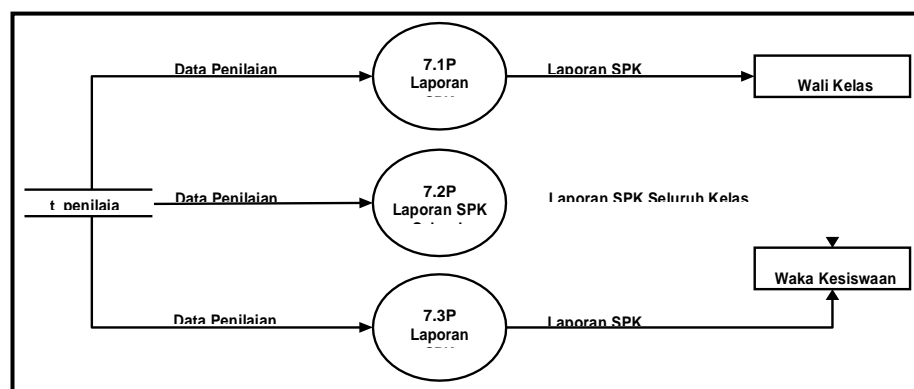 7.1P
Data Penilaian
Laporan
Laporan SPK
Wali Kelas
7.2P
t_penilaia
Data Penilaian
Laporan SPK
Laporan SPK Seluruh Kelas
Waka Kesiswaan
7.3P
Data Penilaian
Laporan
Laporan SPK